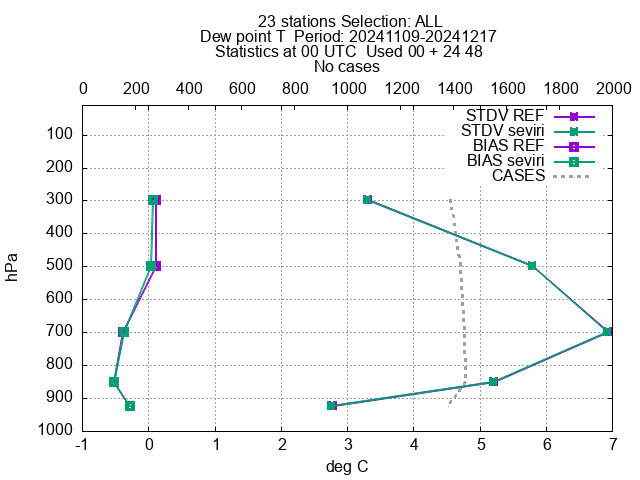 23 stations Selection: ALL
Dew point T  Period: 20241109-20241217
Statistics at 00 UTC  Used 00 + 24 48
No cases
0 200 400 600 800 1000 1200 1400 1600 1800 2000
STDV REF
STDV seviri
BIAS REF
BIAS seviri
CASES
hPa
100
200
300
400
500
600
700
800
900
1000
-1 0 1 2 3 4 5 6 7
deg C